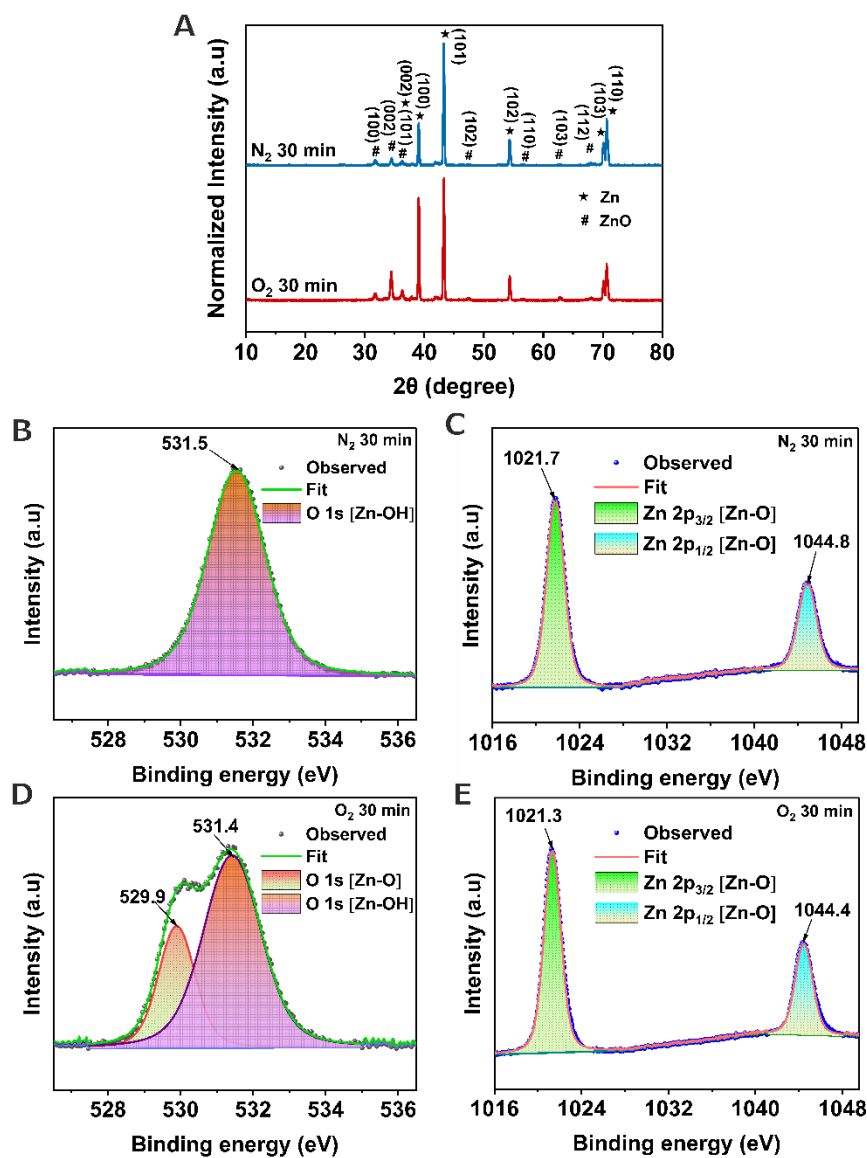 A
Normalized Intensity (a.u)
N2 30 min
(100) #
(002) #
(002) ★
(101) #
(100) ★
★ (101)
(102) #
(102) ★
(110) #
(103) #
(112) #
(103) ★
(110) ★
★ Zn
# ZnO
O2 30 min
10 20 30 40 50 60 70 80
2θ (degree)
B
N2 30 min
531.5
Observed
Fit
O 1s [Zn-OH]
Intensity (a.u)
528 530 532 534 536
Binding energy (eV)
C
N2 30 min
1021.7
Observed
Fit
Zn 2p3/2 [Zn-O]
Zn 2p1/2 [Zn-O]
1044.8
Intensity (a.u)
1016 1024 1032 1040 1048
Binding energy (eV)
D
O2 30 min
531.4
Observed
Fit
O 1s [Zn-O]
O 1s [Zn-OH]
529.9
Intensity (a.u)
528 530 532 534 536
Binding energy (eV)
E
O2 30 min
1021.3
Observed
Fit
Zn 2p3/2 [Zn-O]
Zn 2p1/2 [Zn-O]
1044.4
Intensity (a.u)
1016 1024 1032 1040 1048
Binding energy (eV)